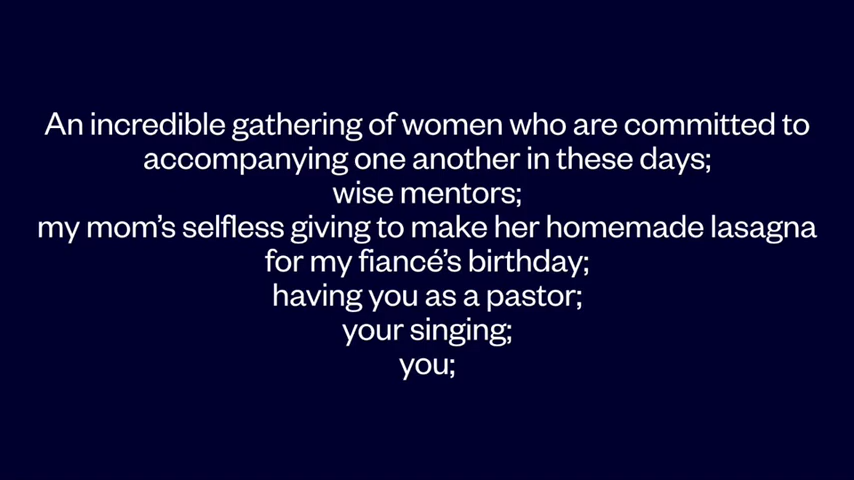 An incredible gathering of women who are committed to
accompanying one another in these days;
wise mentors;
my mom’s selfless giving to make her homemade lasagna
for my fiancé’s birthday;
having you as a pastor;
your singing;
you;